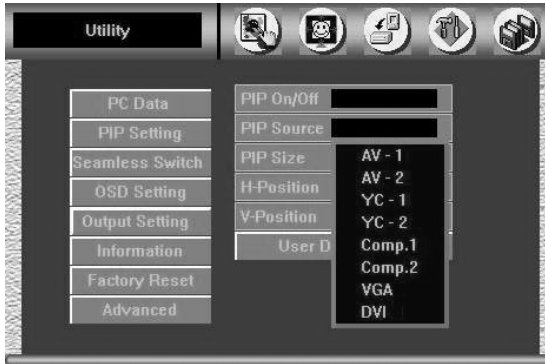 Utility
PC Data
PIP Setting
Seamless Switch
OSD Setting
Output Setting
Information
Factory Reset
Advanced
PIP On/Off
PIP Source
PIP Size
H-Position
V-Position
User D
AV - 1
AV - 2
YC - 1
YC - 2
Comp.1
Comp.2
VGA
DVI